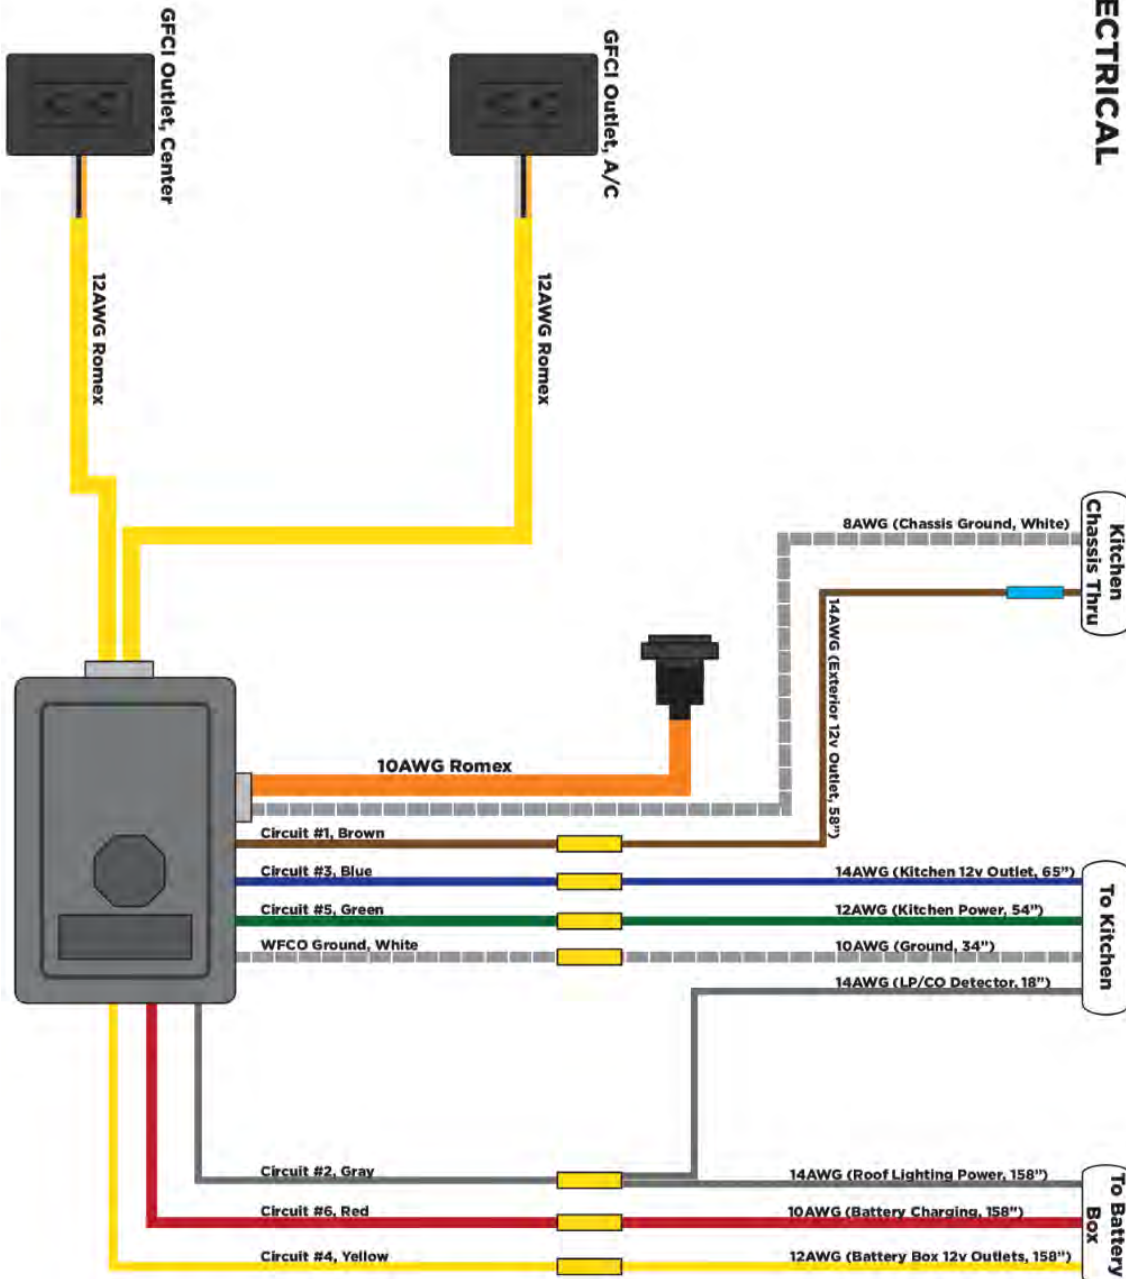 ECTRICAL
GFCI Outlet, Center
GFCI Outlet, A/C
12AWG Romex
12AWG Romex
Kitchen
Chassis Thru
8AWG (Chassis Ground, White)
14AWG (Exterior 12v Outlet, 58")
10AWG Romex
Circuit #1, Brown
Circuit #3, Blue
14AWG (Kitchen 12v Outlet, 65")
Circuit #5, Green
12AWG (Kitchen Power, 54")
WFCO Ground, White
10AWG (Ground, 34")
14AWG (LP/CO Detector, 18")
To Kitchen
Circuit #2, Gray
14AWG (Roof Lighting Power, 158")
Circuit #6, Red
10AWG (Battery Charging, 158")
Circuit #4, Yellow
12AWG (Battery Box 12v Outlets, 158")
To Battery
Box